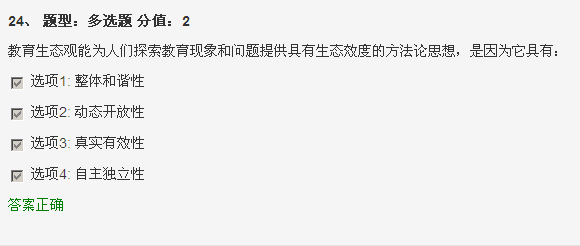 24、 题型：多选题 分值：2
教育生态观能为人们探索教育现象和问题提供具有生态效度的方法论思想，是因为它具有：
选项1: 整体和谐性
选项2: 动态开放性
选项3: 真实有效性
选项4: 自主独立性
答案正确